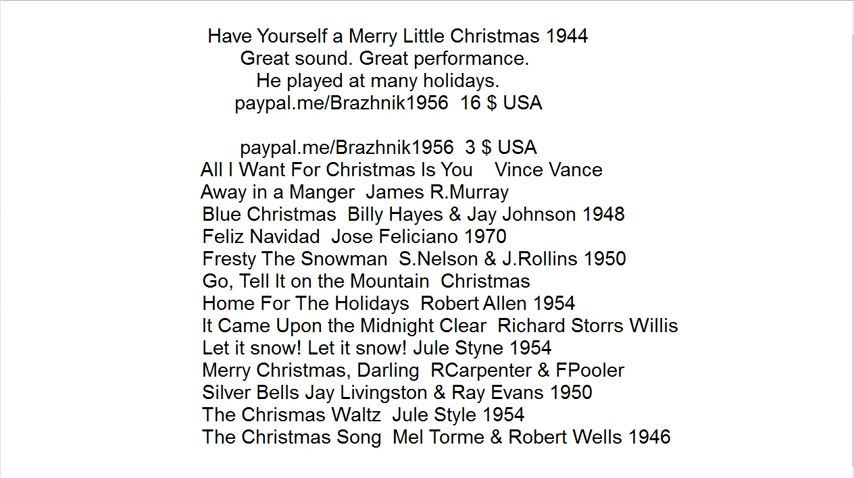 Have Yourself a Merry Little Christmas 1944
Great sound. Great performance.
He played at many holidays.
paypal.me/Brazhnik1956 16 $ USA
paypal.me/Brazhnik1956 3 $ USA
All I Want For Christmas Is You Vince Vance
Away in a Manger James R.Murray
Blue Christmas Billy Hayes & Jay Johnson 1948
Feliz Navidad Jose Feliciano 1970
Fresty The Snowman S.Nelson & J.Rollins 1950
Go, Tell It on the Mountain Christmas
Home For The Holidays Robert Allen 1954
It Came Upon the Midnight Clear Richard Storrs Willis
Let it snow! Let it snow! Jule Styne 1954
Merry Christmas, Darling RCarpenter & FPooler
Silver Bells Jay Livingston & Ray Evans 1950
The Chrismas Waltz Jule Style 1954
The Christmas Song Mel Torme & Robert Wells 1946